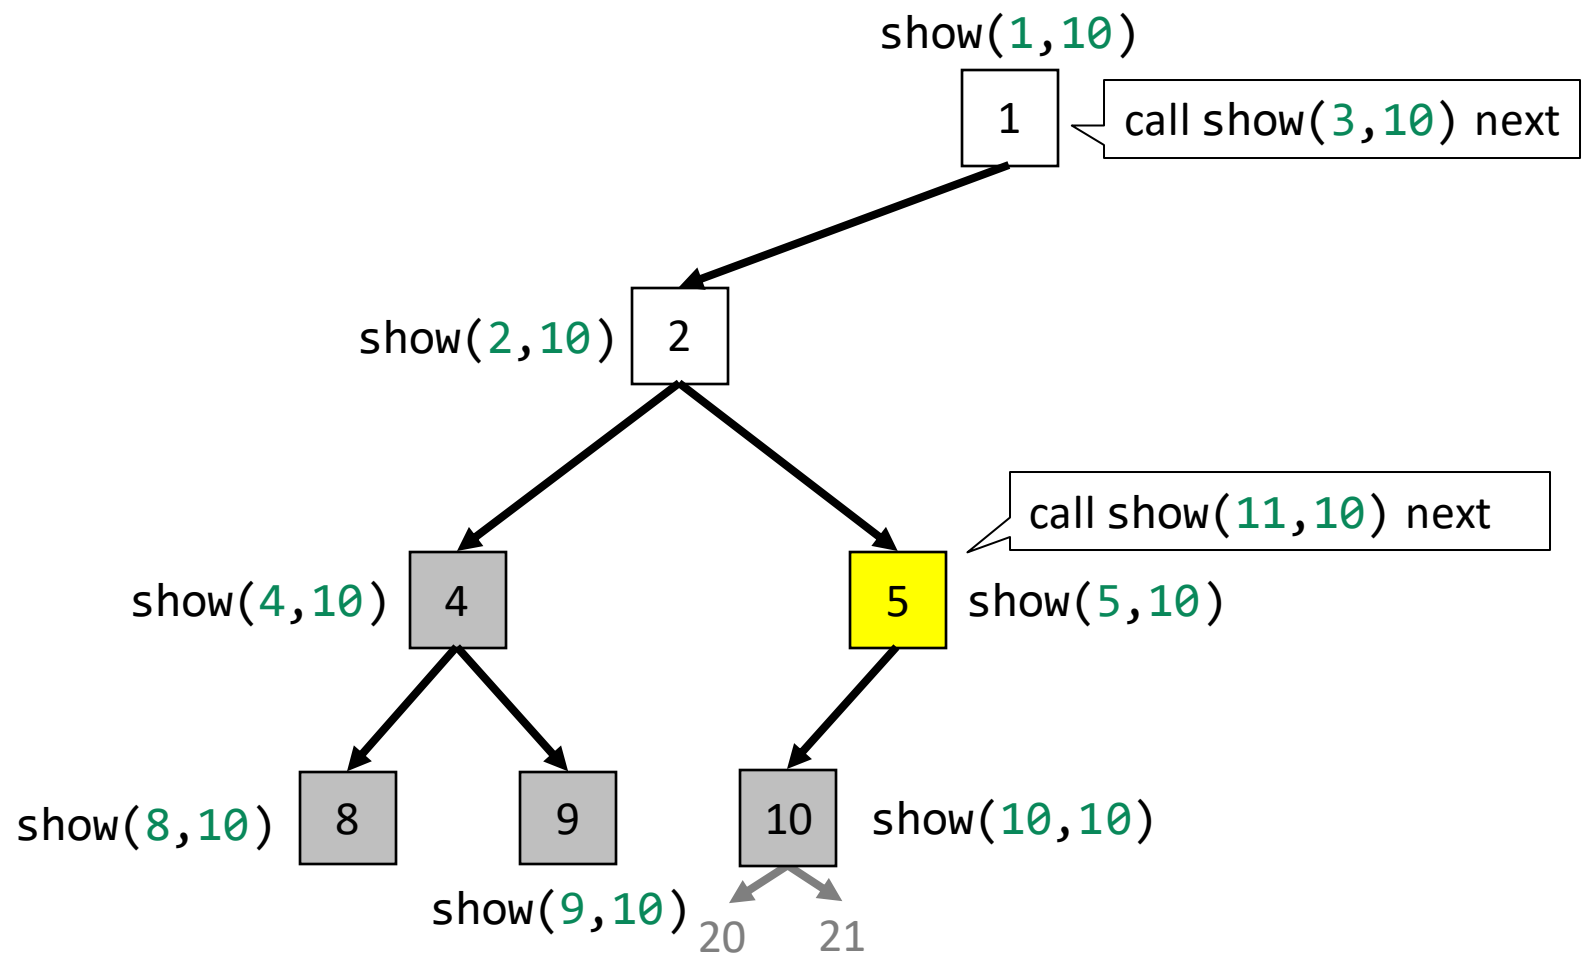 show(1,10)
1
call show(3,10) next
show(2,10)
2
call show(11,10) next
show(4,10)
4
5
show(5,10)
show(8,10)
8
9
10
show(10,10)
show(9,10)
20
21